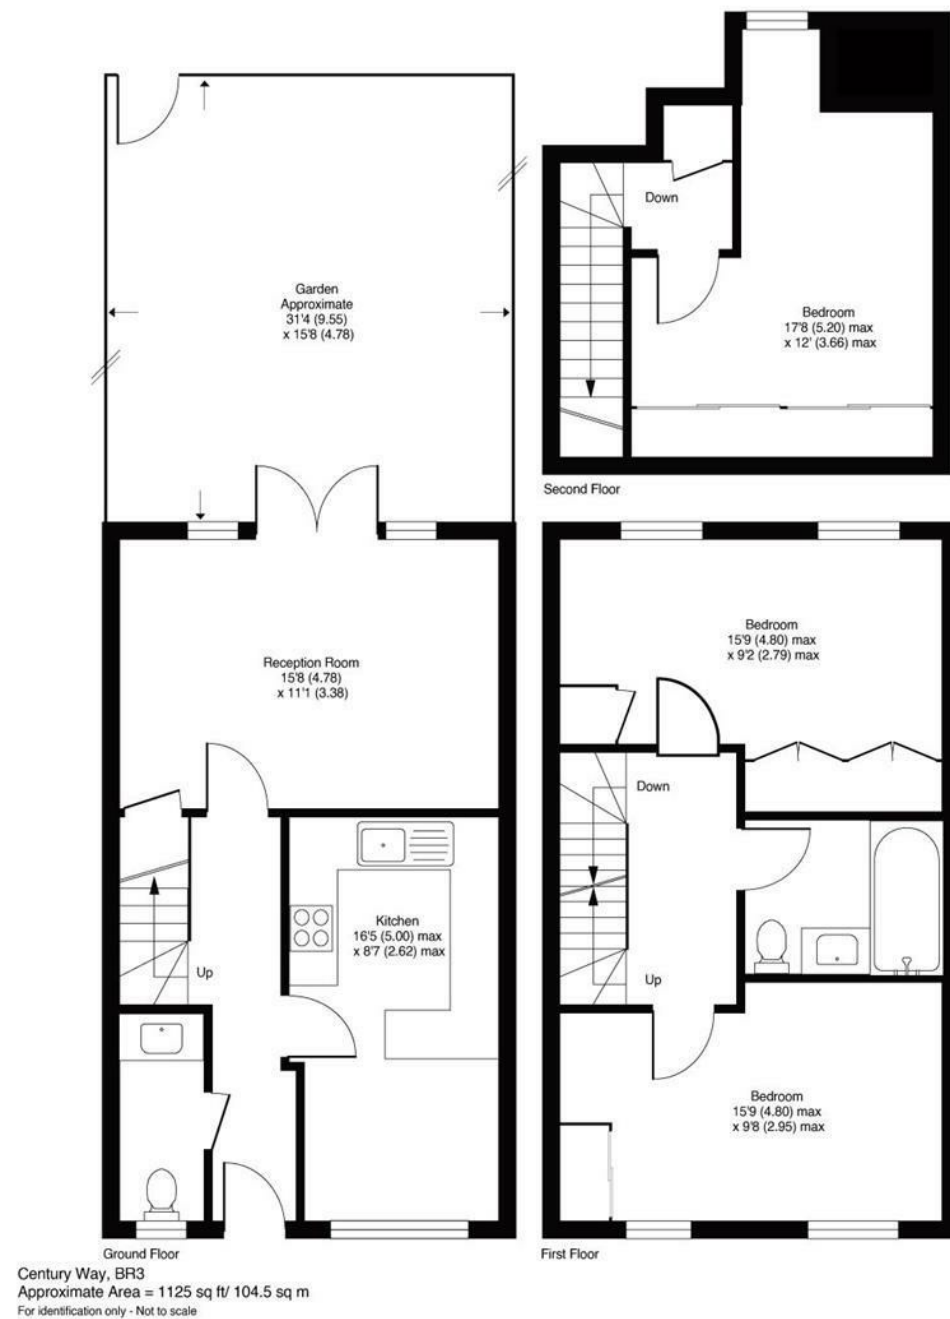 Garden
Approximate
31'4 (9.55)
x 15'8 (4.78)
Reception Room
15'8 (4.78)
x 11'1 (3.38)
Kitchen
16'5 (5.00) max
x 8'7 (2.62) max
Up
Ground Floor
Down
Bedroom
17'8 (5.20) max
x 12' (3.66) max
Second Floor
Bedroom
15'9 (4.80) max
x 9'2 (2.79) max
Down
Up
Bedroom
15'9 (4.80) max
x 9'8 (2.95) max
First Floor
Century Way, BR3
Approximate Area = 1125 sq ft/ 104.5 sq m
For identification only - Not to scale